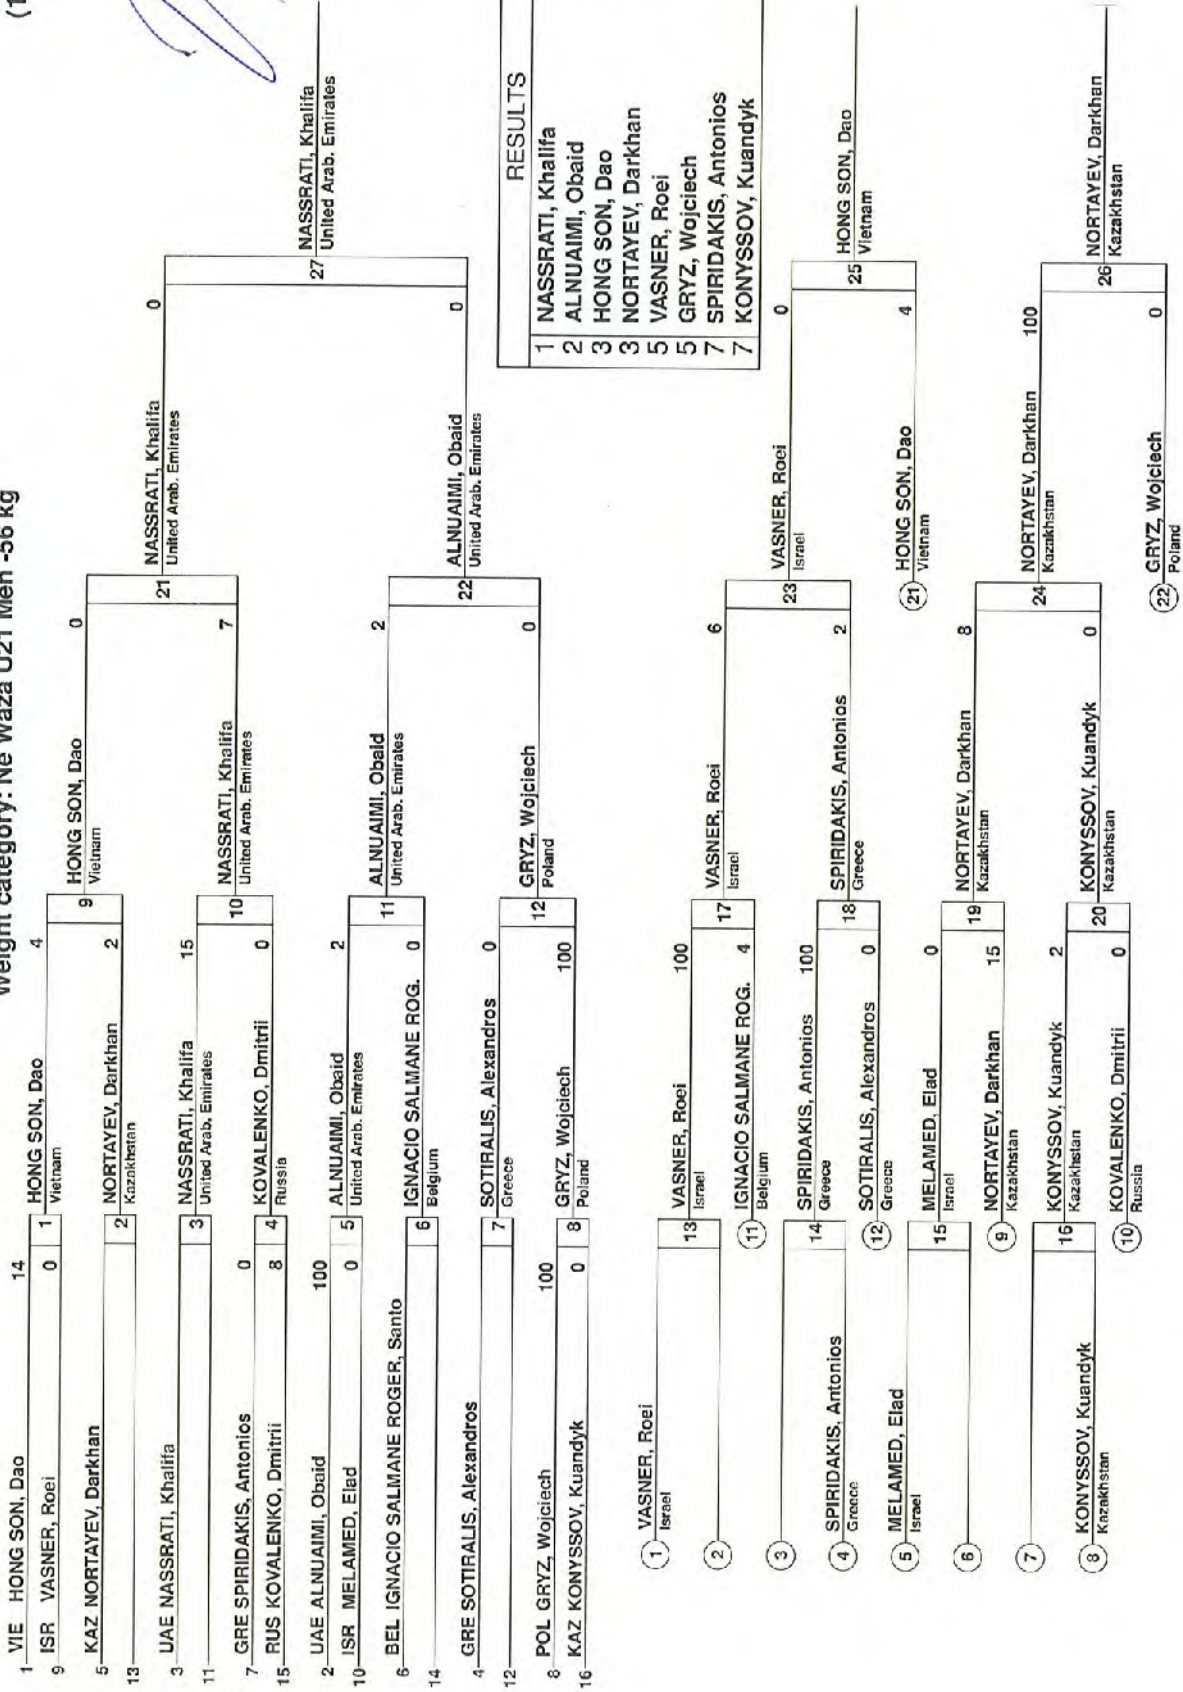 Weight category: Ne Waza U21 Men -56 kg
(1
1 VIE HONG SON, Dao 14
9 ISR VASNER, Roei 0
5 KAZ NORTAYEV, Darkhan
13
3 UAE NASSRATI, Khalifa
11
7 GRE SPIRIDAKIS, Antonios 0
15 RUS KOVALENKO, Dmitrii 8
2 UAE ALNUAIMI, Obaid 100
10 ISR MELAMED, Elad 0
6 BEL IGNACIO SALMANE ROGER, Santo
14
4 GRE SOTIRALIS, Alexandros
12
8 POL GRYZ, Wojciech 100
16 KAZ KONYSSOV, Kuandyk 0
1 HONG SON, Dao 4
Vietnam
2 NORTAYEV, Darkhan 2
Kazakhstan
3 NASSRATI, Khalifa 15
United Arab. Emirates
4 KOVALENKO, Dmitrii 0
Russia
5 ALNUAIMI, Obaid 2
United Arab. Emirates
6 IGNACIO SALMANE ROG. 0
Belgium
7 SOTIRALIS, Alexandros 0
Greece
8 GRYZ, Wojciech 100
Poland
9 HONG SON, Dao 0
Vietnam
10 NASSRATI, Khalifa 7
United Arab. Emirates
11 ALNUAIMI, Obaid 2
United Arab. Emirates
12 GRYZ, Wojciech 0
Poland
21 NASSRATI, Khalifa 0
United Arab. Emirates
22 ALNUAIMI, Obaid 0
United Arab. Emirates
27 NASSRATI, Khalifa
United Arab. Emirates
RESULTS
1 NASSRATI, Khalifa
2 ALNUAIMI, Obaid
3 HONG SON, Dao
3 NORTAYEV, Darkhan
5 VASNER, Roei
5 GRYZ, Wojciech
7 SPIRIDAKIS, Antonios
7 KONYSSOV, Kuandyk
1 VASNER, Roei
Israel
2
3
4 SPIRIDAKIS, Antonios
Greece
5 MELAMED, Elad
Israel
6
7
8 KONYSSOV, Kuandyk
Kazakhstan
13 VASNER, Roei 100
Israel
11 IGNACIO SALMANE ROG. 4
Belgium
14 SPIRIDAKIS, Antonios 100
Greece
12 SOTIRALIS, Alexandros 0
Greece
15 MELAMED, Elad 0
Israel
9 NORTAYEV, Darkhan 15
Kazakhstan
16 KONYSSOV, Kuandyk 2
Kazakhstan
10 KOVALENKO, Dmitrii 0
Russia
17 VASNER, Roei 6
Israel
18 SPIRIDAKIS, Antonios 2
Greece
19 NORTAYEV, Darkhan 8
Kazakhstan
20 KONYSSOV, Kuandyk 0
Kazakhstan
23 VASNER, Roei 0
Israel
21 HONG SON, Dao 4
Vietnam
24 NORTAYEV, Darkhan 100
Kazakhstan
22 GRYZ, Wojciech 0
Poland
25 HONG SON, Dao
Vietnam
26 NORTAYEV, Darkhan
Kazakhstan